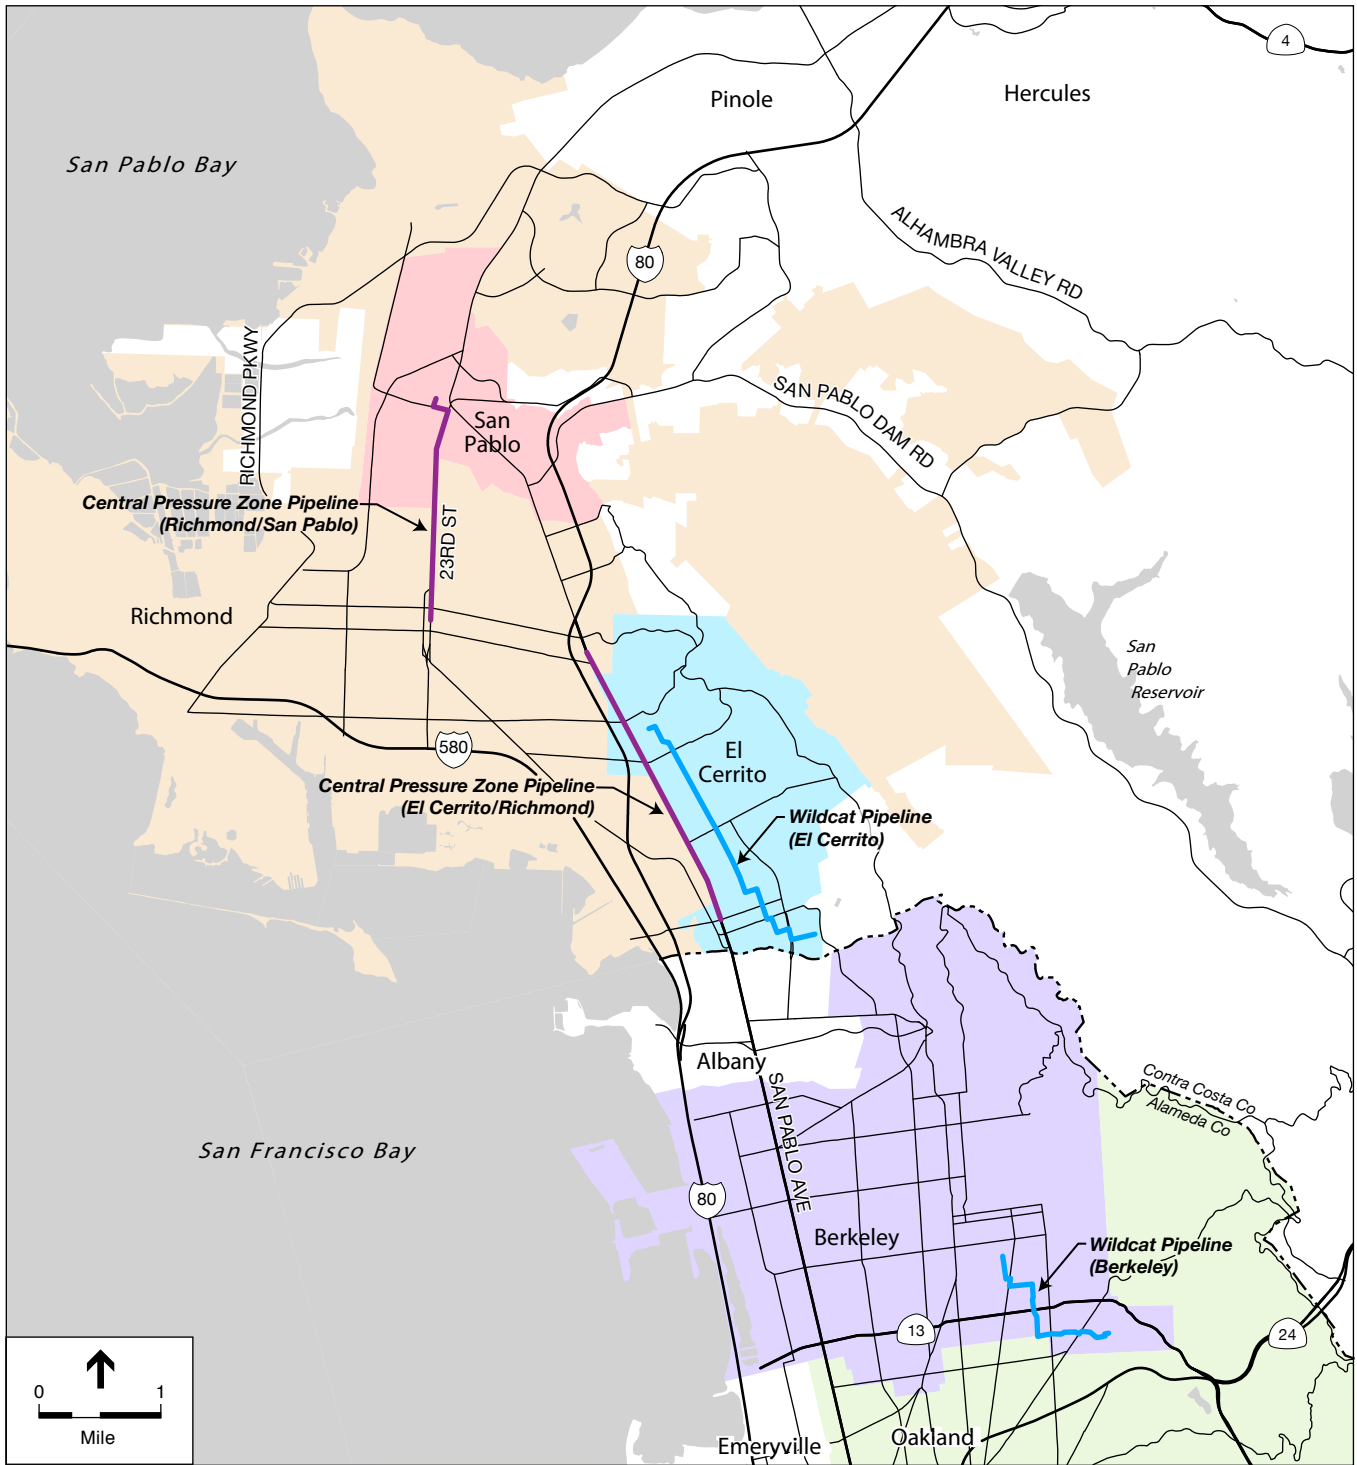 4
Pinole
Hercules
San Pablo Bay
ALHAMBRA VALLEY RD
80
RICHMOND PKWY
SAN PABLO DAM RD
San
Pablo
Central Pressure Zone Pipeline
(Richmond/San Pablo)
23RD ST
Richmond
San
Pablo
Reservoir
580
El
Cerrito
Central Pressure Zone Pipeline
(El Cerrito/Richmond)
Wildcat Pipeline
(El Cerrito)
Albany
SAN PABLO AVE
Contra Costa Co
Alameda Co
San Francisco Bay
80
Berkeley
Wildcat Pipeline
(Berkeley)
13
24
0 1
Mile
Emeryville
Oakland